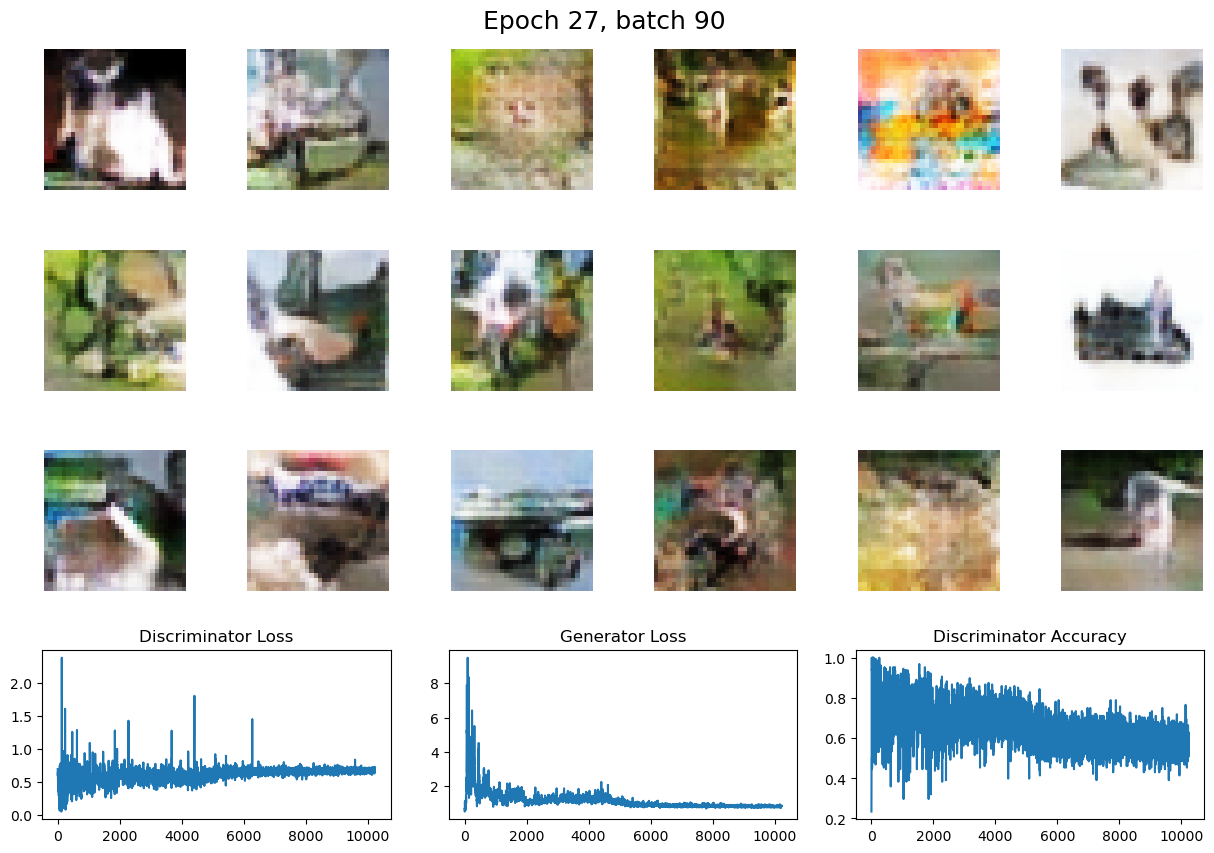 Epoch 27, batch 90
Discriminator Loss
2.0
1.5
1.0
0.5
0.0
0 2000 4000 6000 8000 10000
Generator Loss
8
6
4
2
0 2000 4000 6000 8000 10000
Discriminator Accuracy
1.0
0.8
0.6
0.4
0.2
0 2000 4000 6000 8000 10000